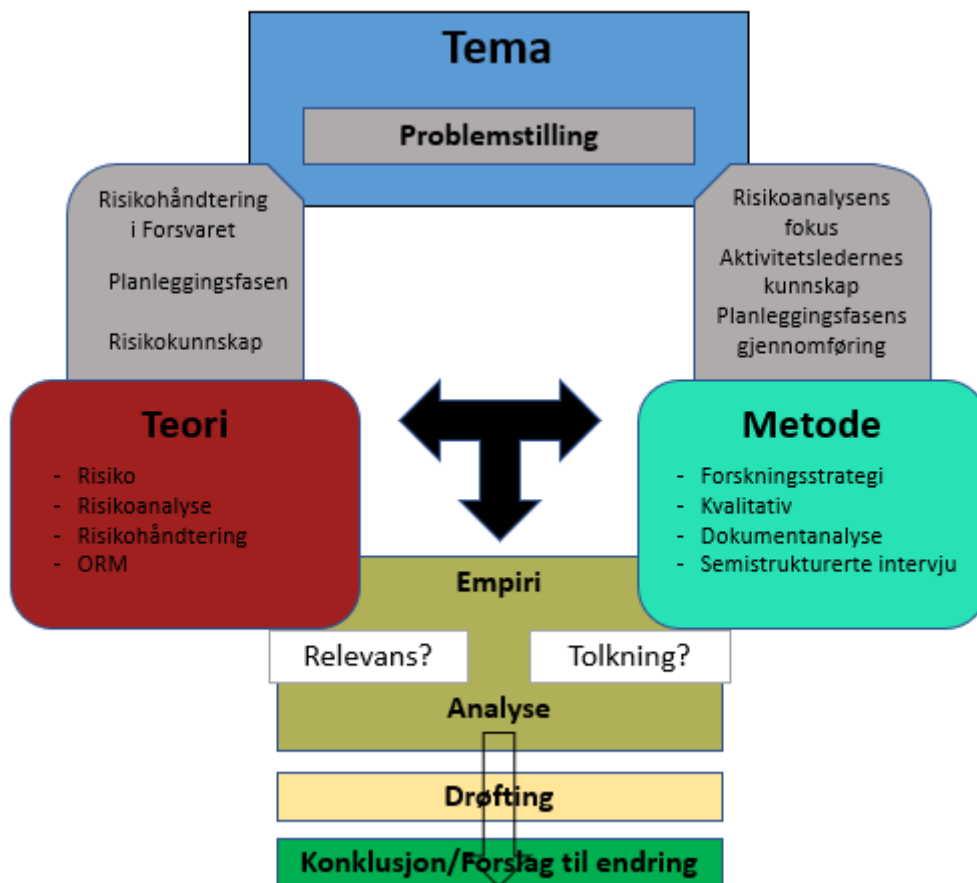 Tema
Problemstilling
Risikohåndtering
i Forsvaret
Planleggingsfasen
Risikokunnskap
Risikoanalysens
fokus
Aktivitetsledernes
kunnskap
Planleggingsfasens
gjennomføring
Teori
- Risiko
- Risikoanalyse
- Risikohåndtering
- ORM
Metode
- Forskningsstrategi
- Kvalitativ
- Dokumentanalyse
- Semistrukturerte intervju
Empiri
Relevans?
Tolkning?
Analyse
Drøfting
Konklusjon/Forslag til endring